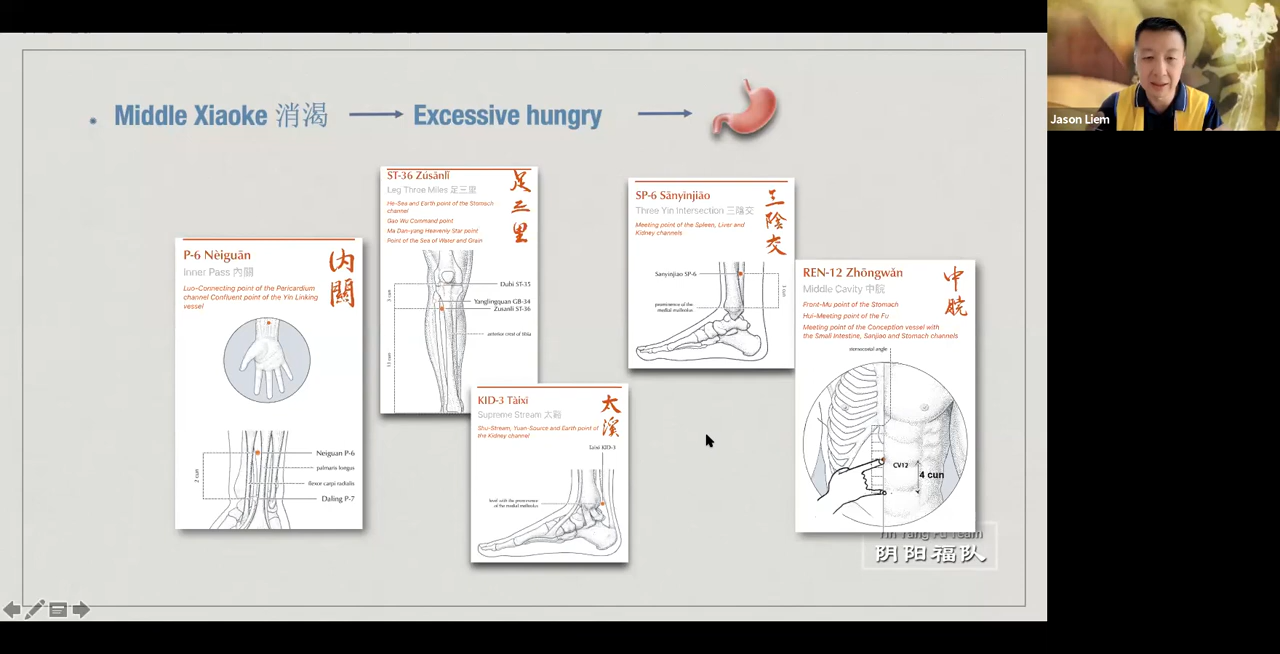 Middle Xiaoke 消渴
Excessive hungry
Jason Liem
P-6 Nèiguān
Inner Pass 內關
Luo-Connecting point of the Pericardium
channel Confluent point of the Yin Linking
vessel
内關
2 cun
Neiguan P-6
palmaris longus
flexor carpi radialis
Daling P-7
ST-36 Zúsānlǐ
Leg Three Miles 足三里
He-Sea and Earth point of the Stomach
channel
Gao Wu Command point
Ma Dan-yang Heavenly Star point
Point of the Sea of Water and Grain
足三里
Dubi ST-35
Yanglingquan GB-34
Zusanli ST-36
anterior crest of tibia
3 cun
13 cun
KID-3 Tàixī
Supreme Stream 太谿
Shu-Stream, Yuan-Source and Earth point of
the Kidney channel
太溪
Taixi KID-3
level with the prominence
of the medial malleolus
SP-6 Sānyīnjiāo
Three Yin Intersection 三陰交
Meeting point of the Spleen, Liver and
Kidney channels
三陰交
Sanyinjiao SP-6
prominence of the
medial malleolus
3 cun
REN-12 Zhōngwǎn
Middle Cavity 中脘
Front-Mu point of the Stomach
Hui-Meeting point of the Fu
Meeting point of the Conception vessel with
the Small Intestine, Sanjiao and Stomach channels
中脘
sternocostal angle
CV12
4 cun
Yin Yang Fu Team
阴阳福队